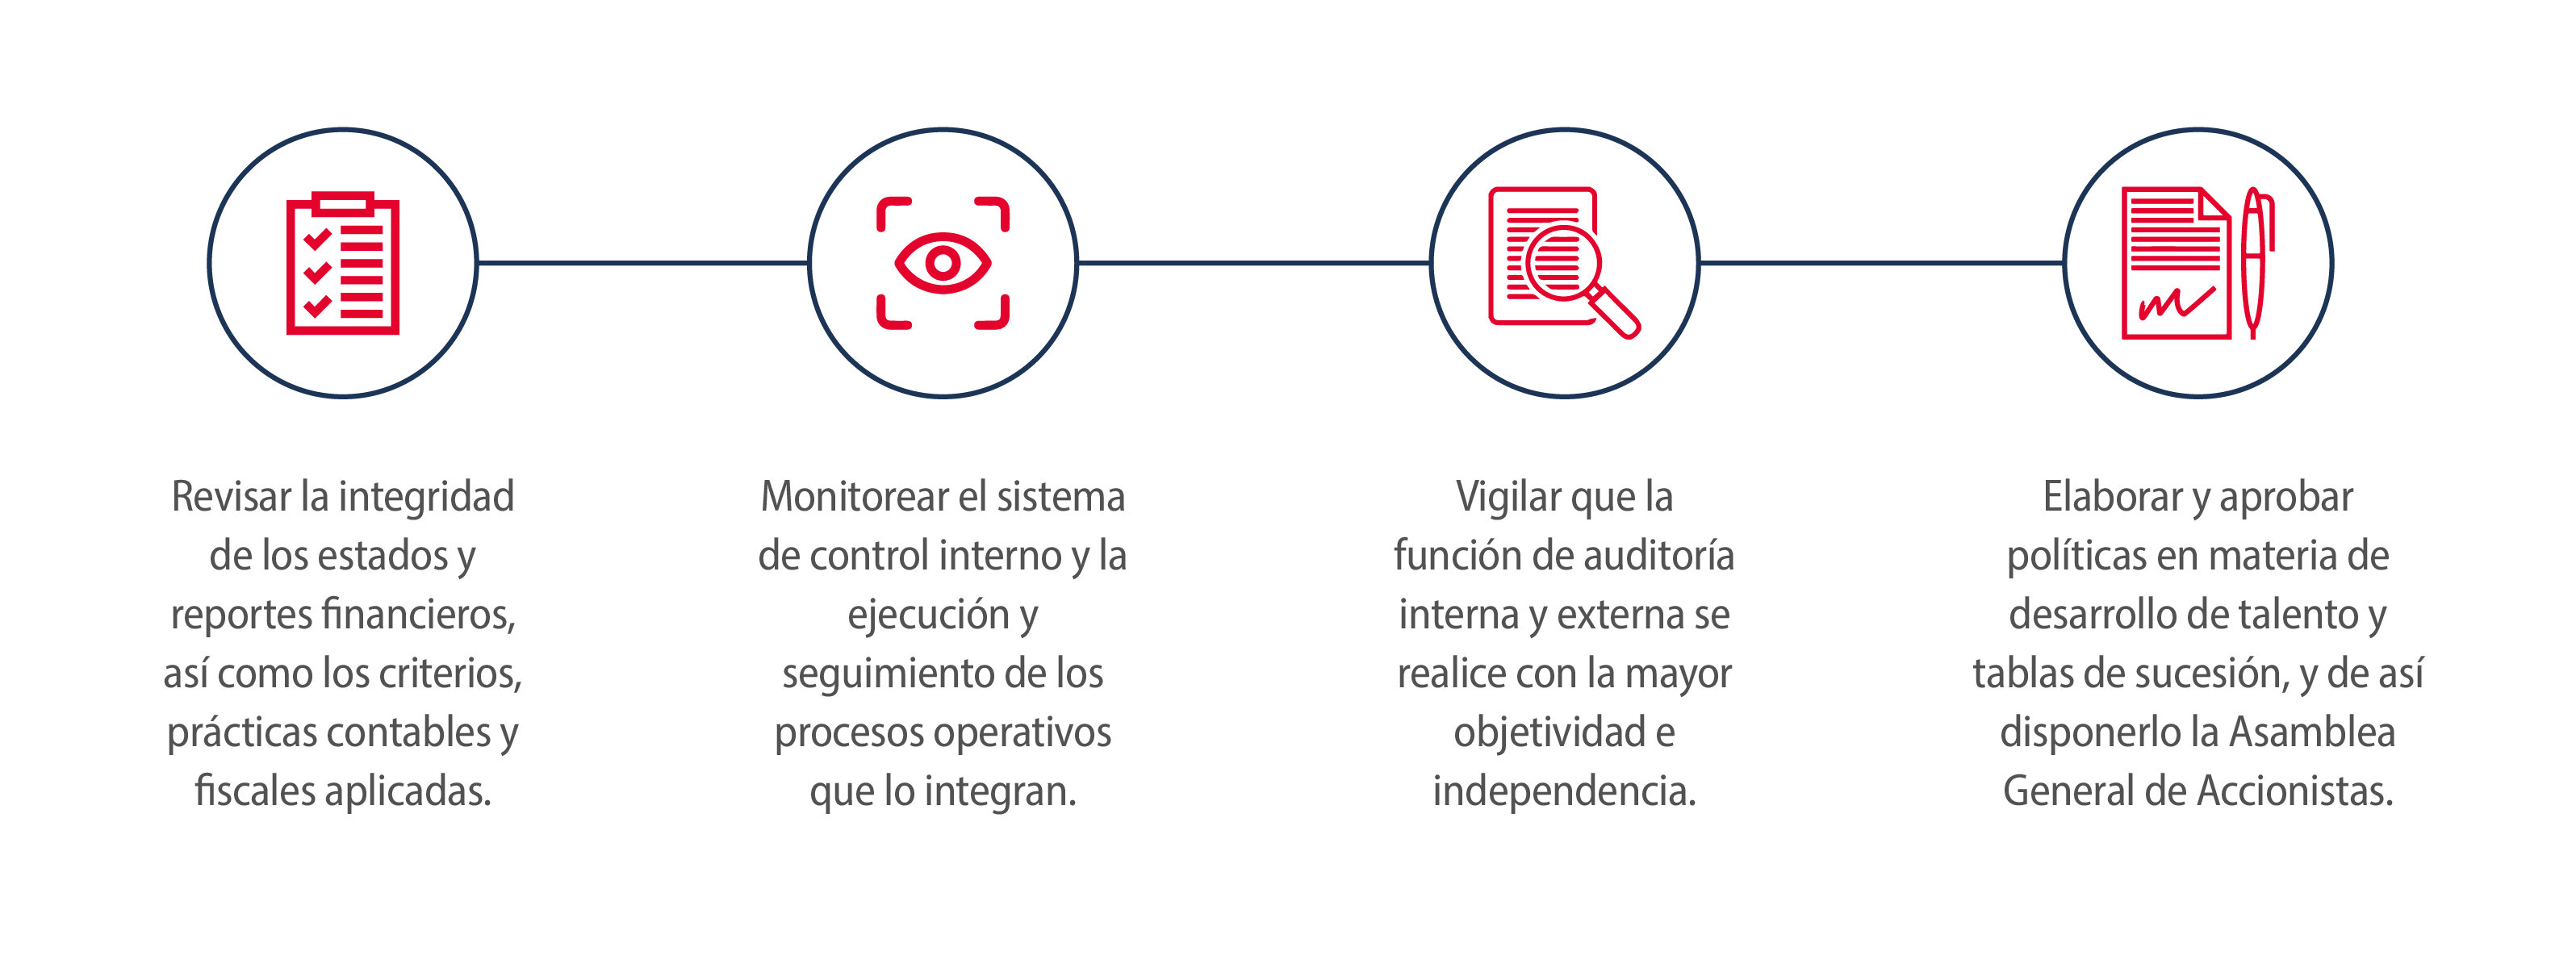 Revisar la integridad
de los estados y
reportes financieros,
así como los criterios,
prácticas contables y
fiscales aplicadas.
Monitorear el sistema
de control interno y la
ejecución y
seguimiento de los
procesos operativos
que lo integran.
Vigilar que la
función de auditoría
interna y externa se
realice con la mayor
objetividad e
independencia.
Elaborar y aprobar
políticas en materia de
desarrollo de talento y
tablas de sucesión, y de así
disponerlo la Asamblea
General de Accionistas.